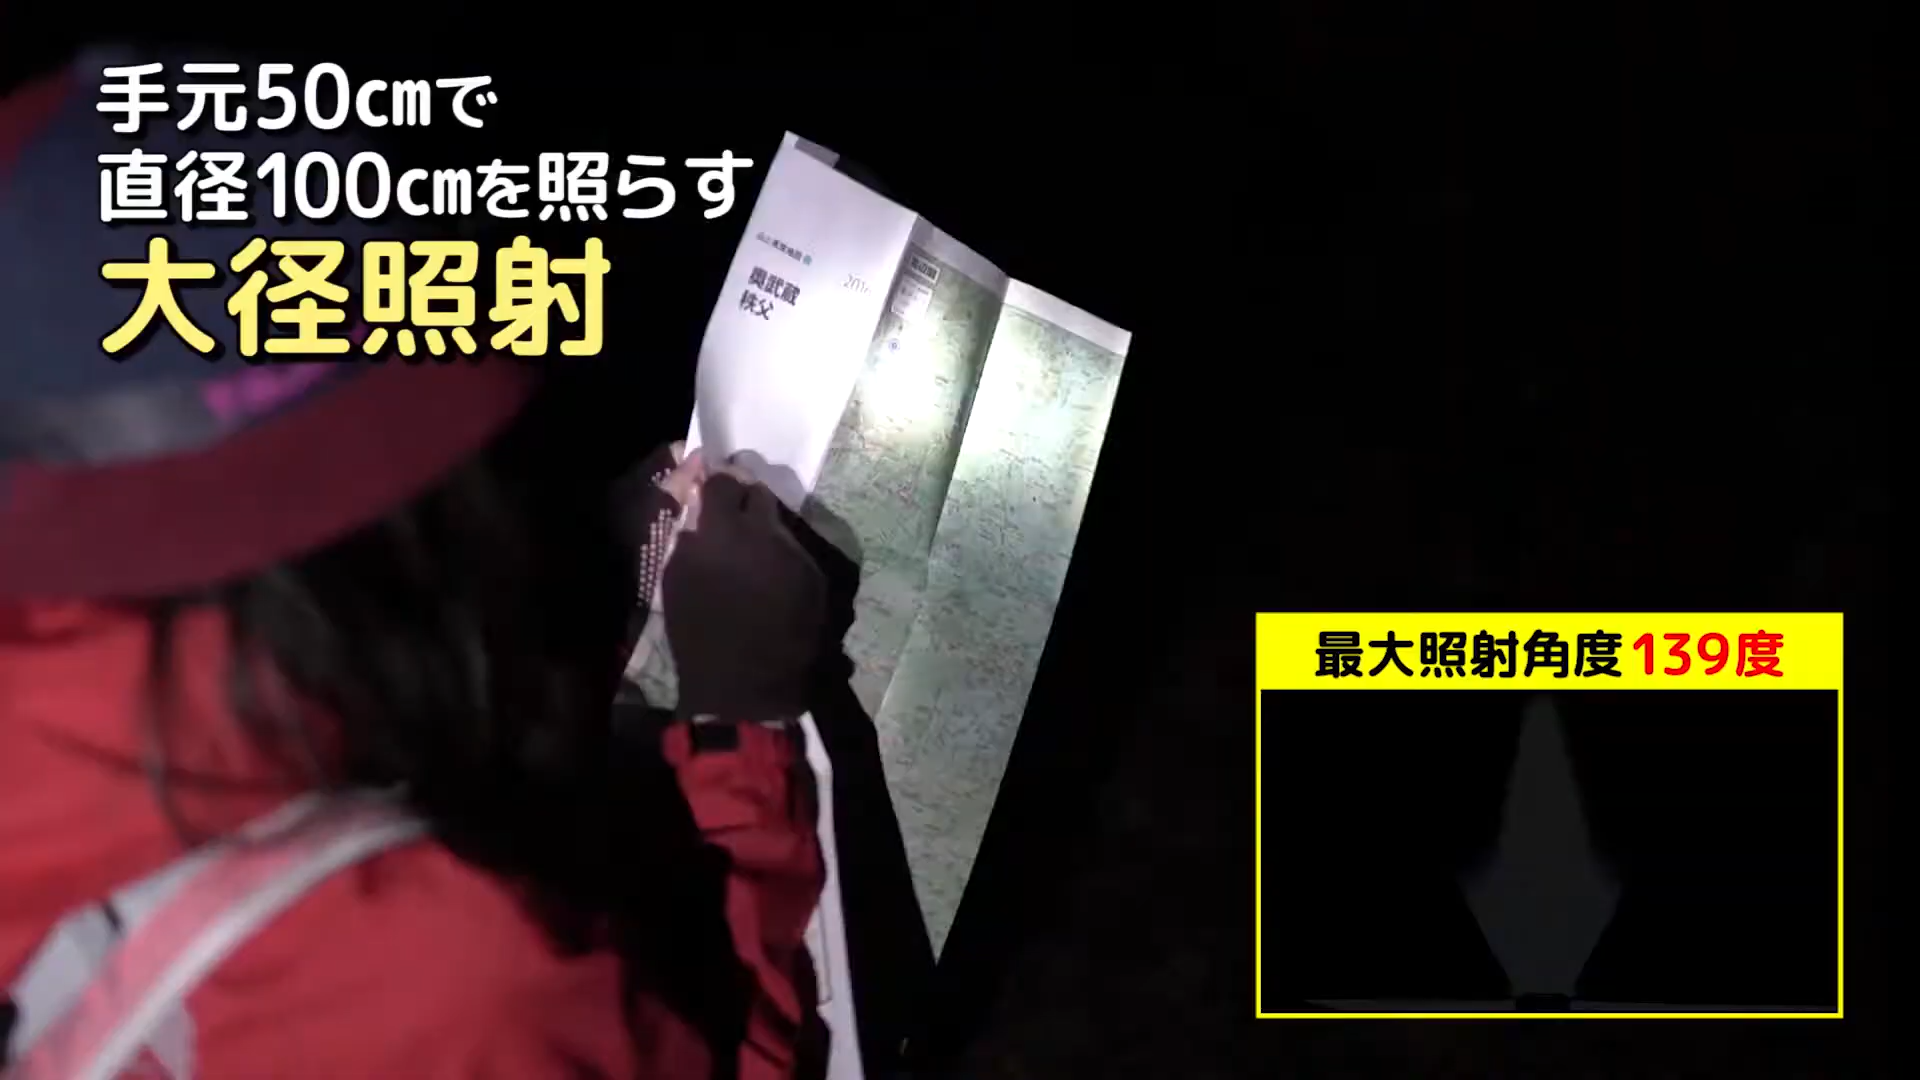 手元50㎝で
直径100㎝を照らす
大径照射
奥武蔵
秩父
最大照射角度139度